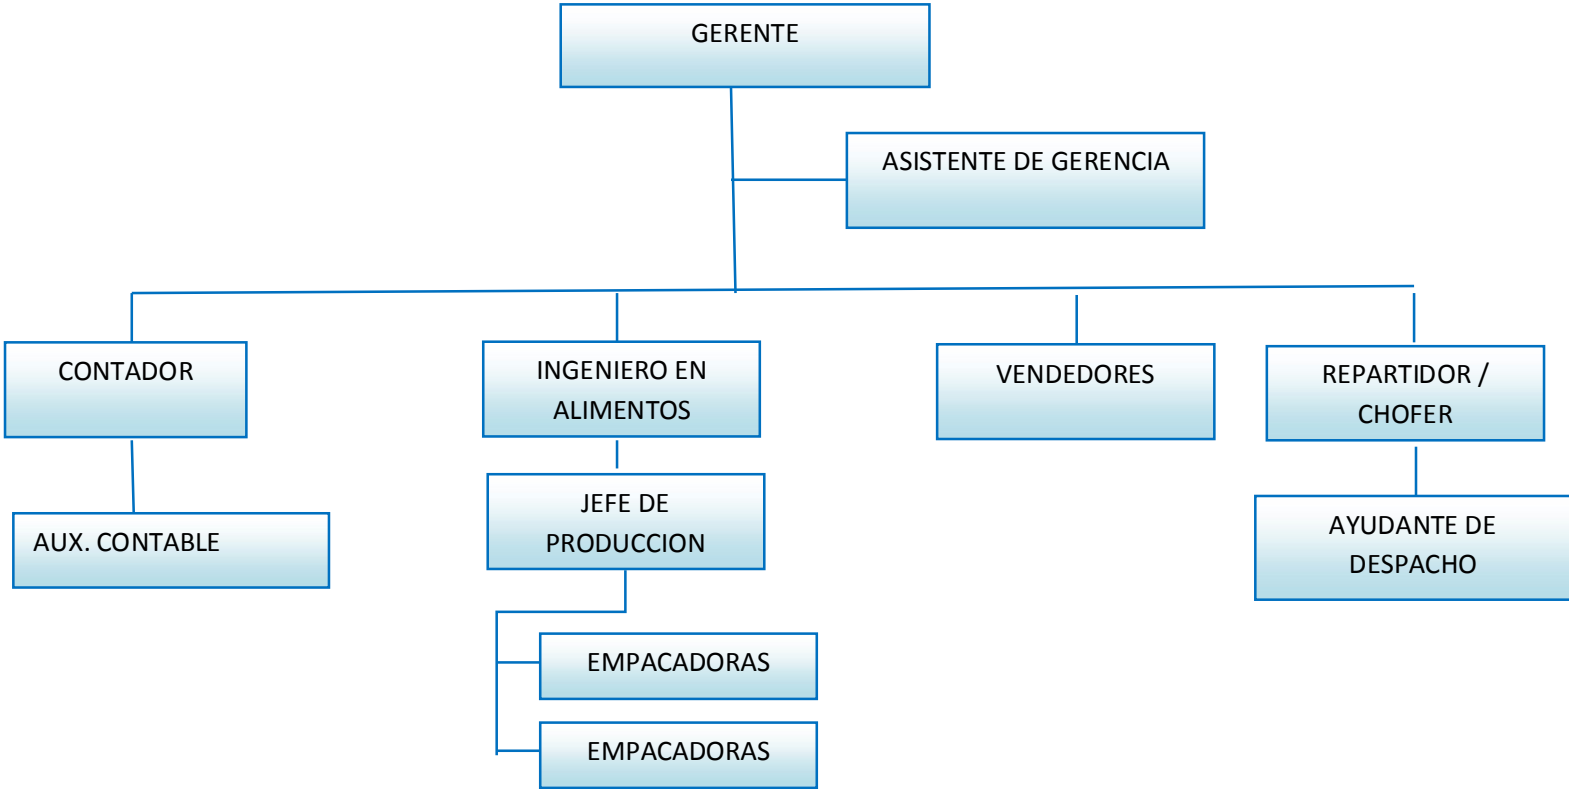 GERENTE
ASISTENTE DE GERENCIA
CONTADOR
INGENIERO EN
ALIMENTOS
VENDEDORES
REPARTIDOR /
CHOFER
AUX. CONTABLE
JEFE DE
PRODUCCION
AYUDANTE DE
DESPACHO
EMPACADORAS
EMPACADORAS